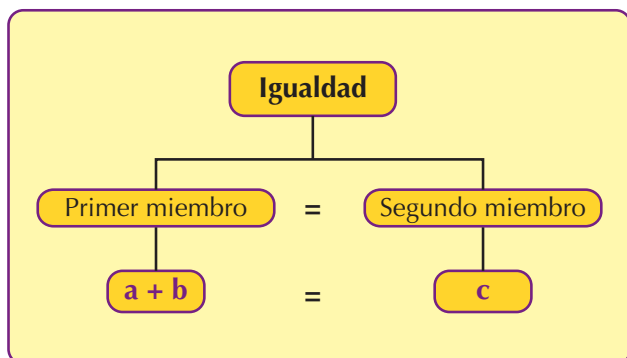 Igualdad
Primer miembro = Segundo miembro
a + b = c